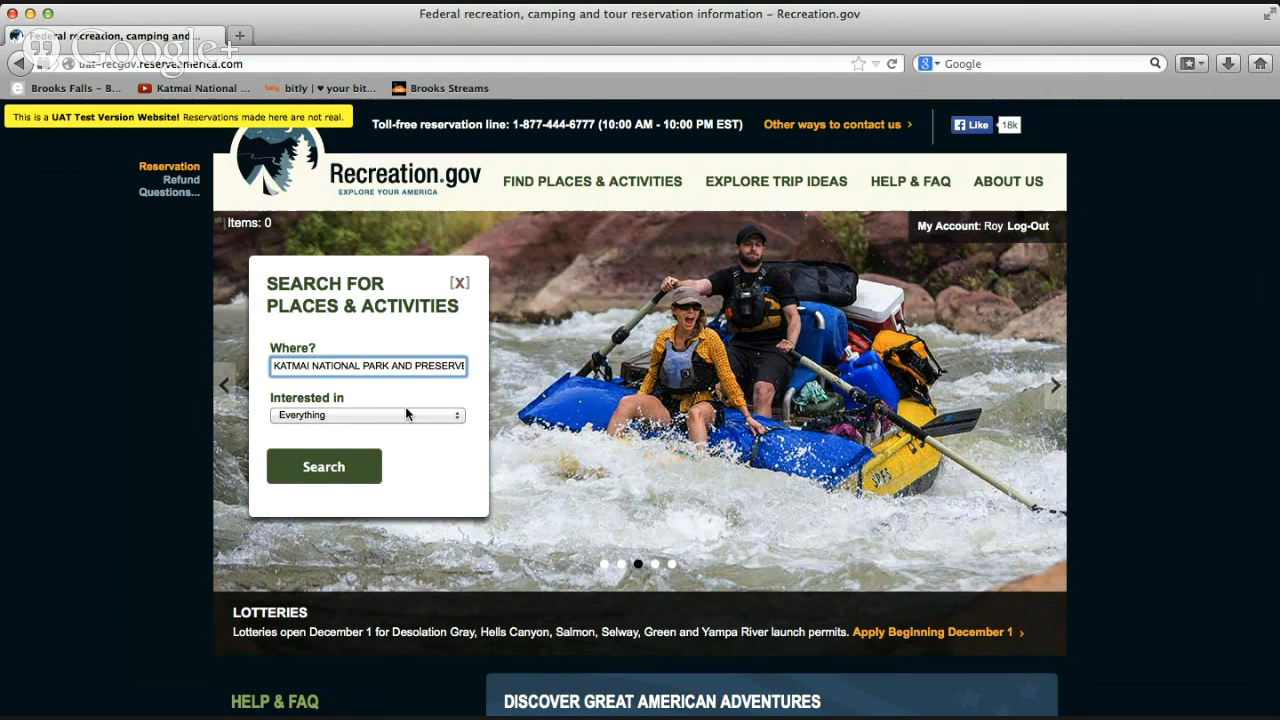 Federal recreation, camping and tour reservation information – Recreation.gov
Federal recreation, camping and...
Google+
uat-recgov.reserveamerica.com
Google
Brooks Falls – B...
Katmai National ...
bitly | ♥ your bit...
Brooks Streams
This is a UAT Test Version Website! Reservations made here are not real.
Toll-free reservation line: 1-877-444-6777 (10:00 AM - 10:00 PM EST)
Other ways to contact us ›
Like
18k
Reservation
Refund
Questions...
Recreation.gov
EXPLORE YOUR AMERICA
FIND PLACES & ACTIVITIES
EXPLORE TRIP IDEAS
HELP & FAQ
ABOUT US
Items: 0
My Account: Roy Log-Out
SEARCH FOR
PLACES & ACTIVITIES
[X]
Where?
KATMAI NATIONAL PARK AND PRESERVE
Interested in
Everything
Search
LOTTERIES
Lotteries open December 1 for Desolation Gray, Hells Canyon, Salmon, Selway, Green and Yampa River launch permits. Apply Beginning December 1 ›
HELP & FAQ
DISCOVER GREAT AMERICAN ADVENTURES